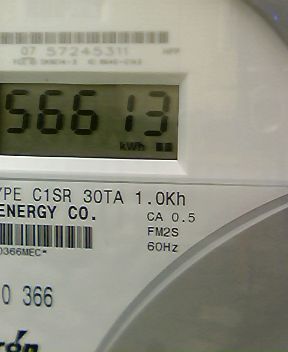 07 57245311
56613
kWh
YPE C1SR 30TA 1.0Kh
ENERGY CO.
CA 0.5
FM2S
60Hz
0366MEC*
0 366
rón